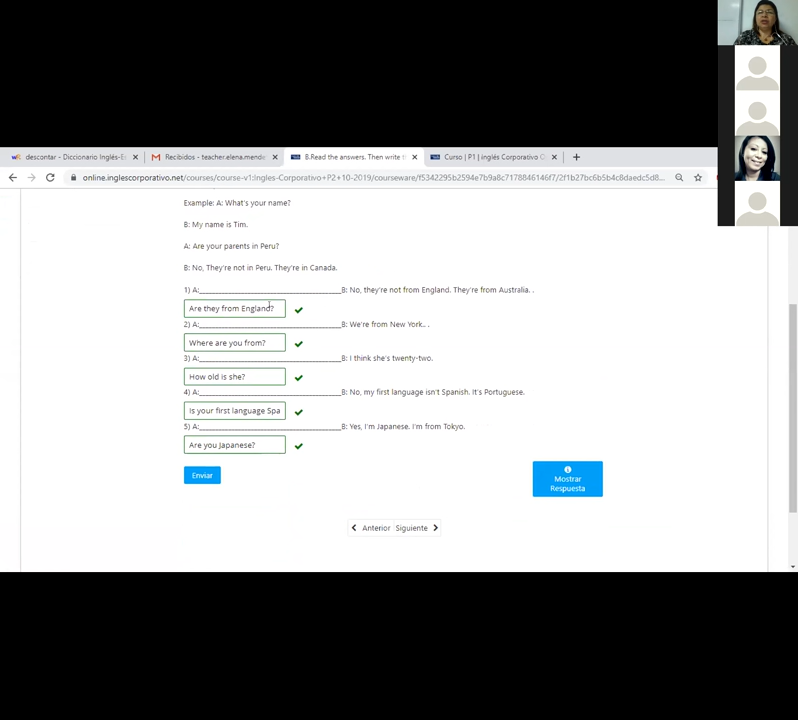 descontar - Diccionario Inglés-Es
Recibidos - teacher.elena.mende
8.Read the answers. Then write t
Curso | P1 | Inglés Corporativo
online.inglescorporativo.net/courses/course-v1:Ingles-Corporativo+P2+10-2019/courseware/f5342295b2594e7b9a8c7178846146f7/2f1b27bc6b5b4c8daedc5d8...
Example: A: What's your name?
B: My name is Tim.
A: Are your parents in Peru?
B: No, They're not in Peru. They're in Canada.
1) A:______________________________________B: No, they're not from England. They're from Australia. .
Are they from England?
2) A:______________________________________B: We're from New York.. .
Where are you from?
3) A:______________________________________B: I think she's twenty-two.
How old is she?
4) A:______________________________________B: No, my first language isn't Spanish. It's Portuguese.
Is your first language Spa
5) A:______________________________________B: Yes, I'm Japanese. I'm from Tokyo.
Are you Japanese?
Enviar
Mostrar
Respuesta
Anterior Siguiente